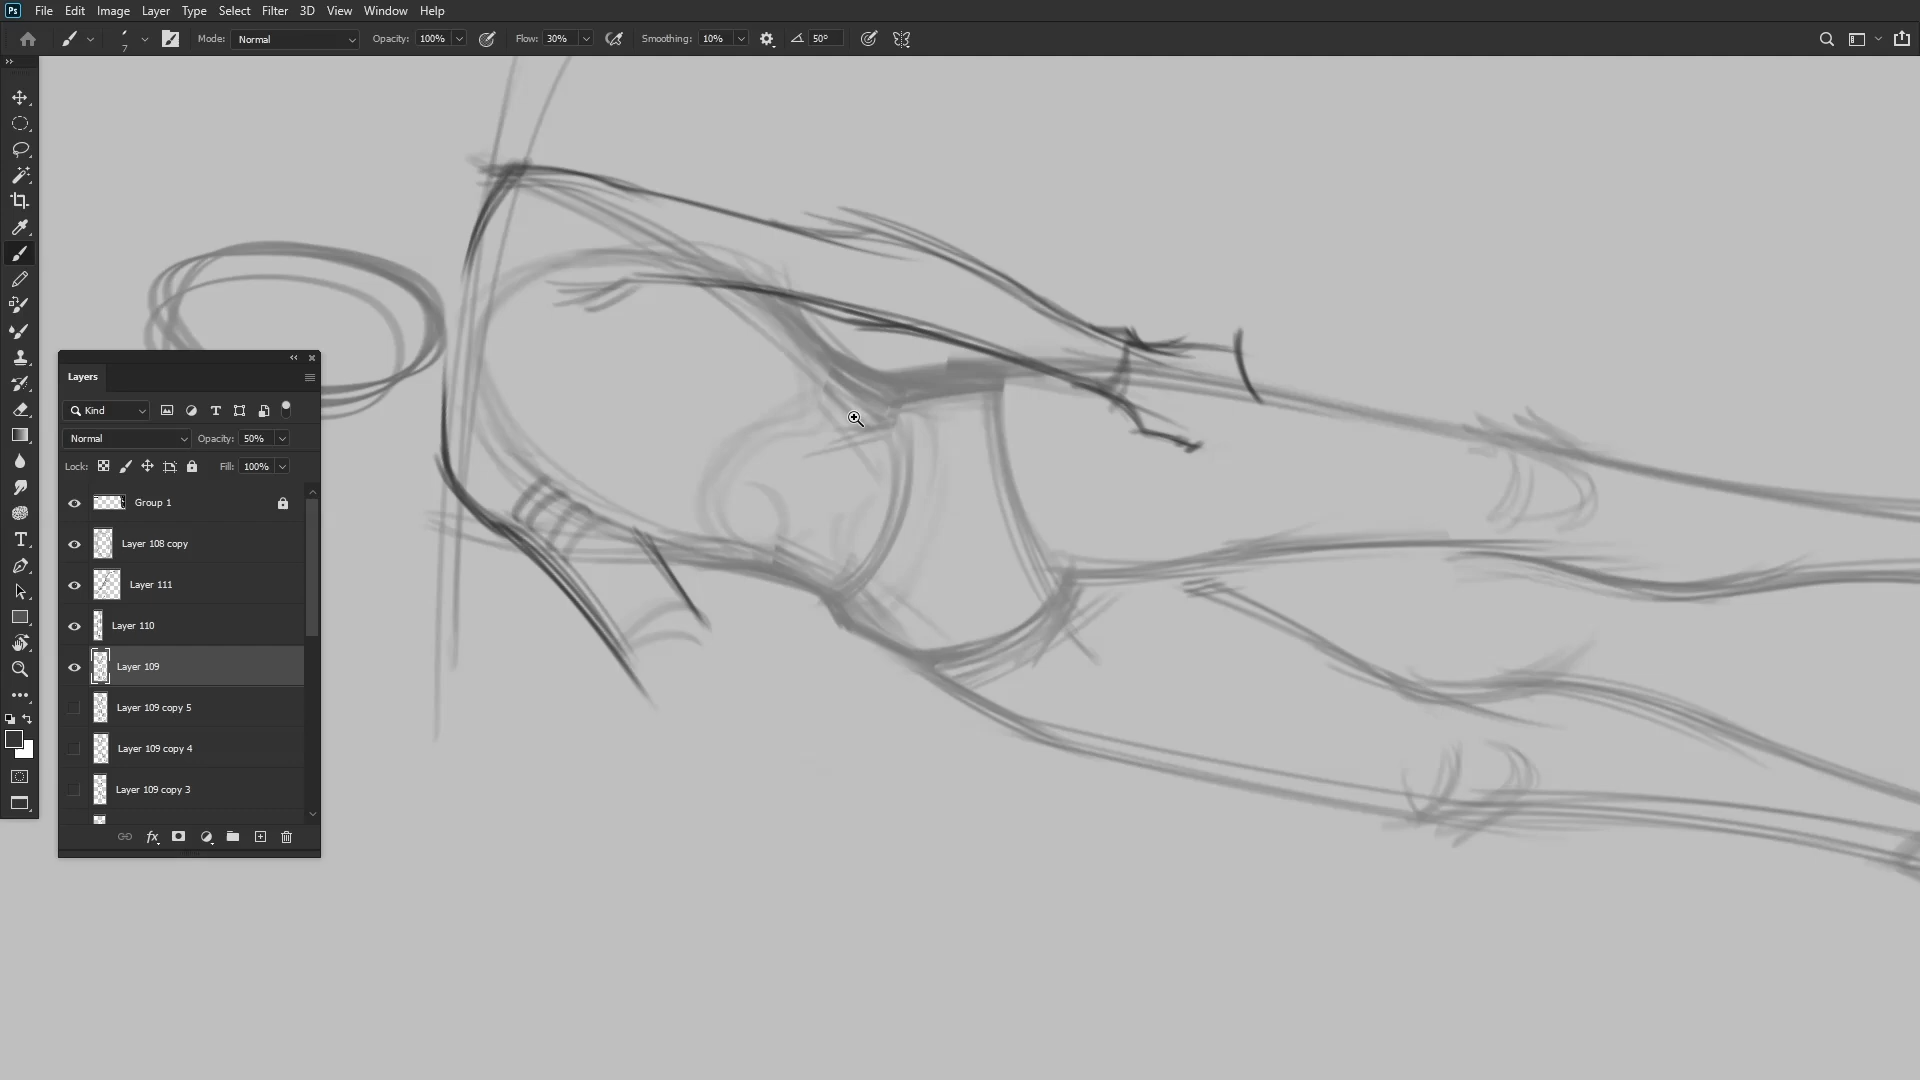 Ps File Edit Image Layer Type Select Filter 3D View Window Help
7 Mode: Normal Opacity: 100% Flow: 30% Smoothing: 10% 50°
Layers
Kind
Normal Opacity: 50%
Lock: Fill: 100%
Group 1
Layer 108 copy
Layer 111
Layer 110
Layer 109
Layer 109 copy 5
Layer 109 copy 4
Layer 109 copy 3
fx